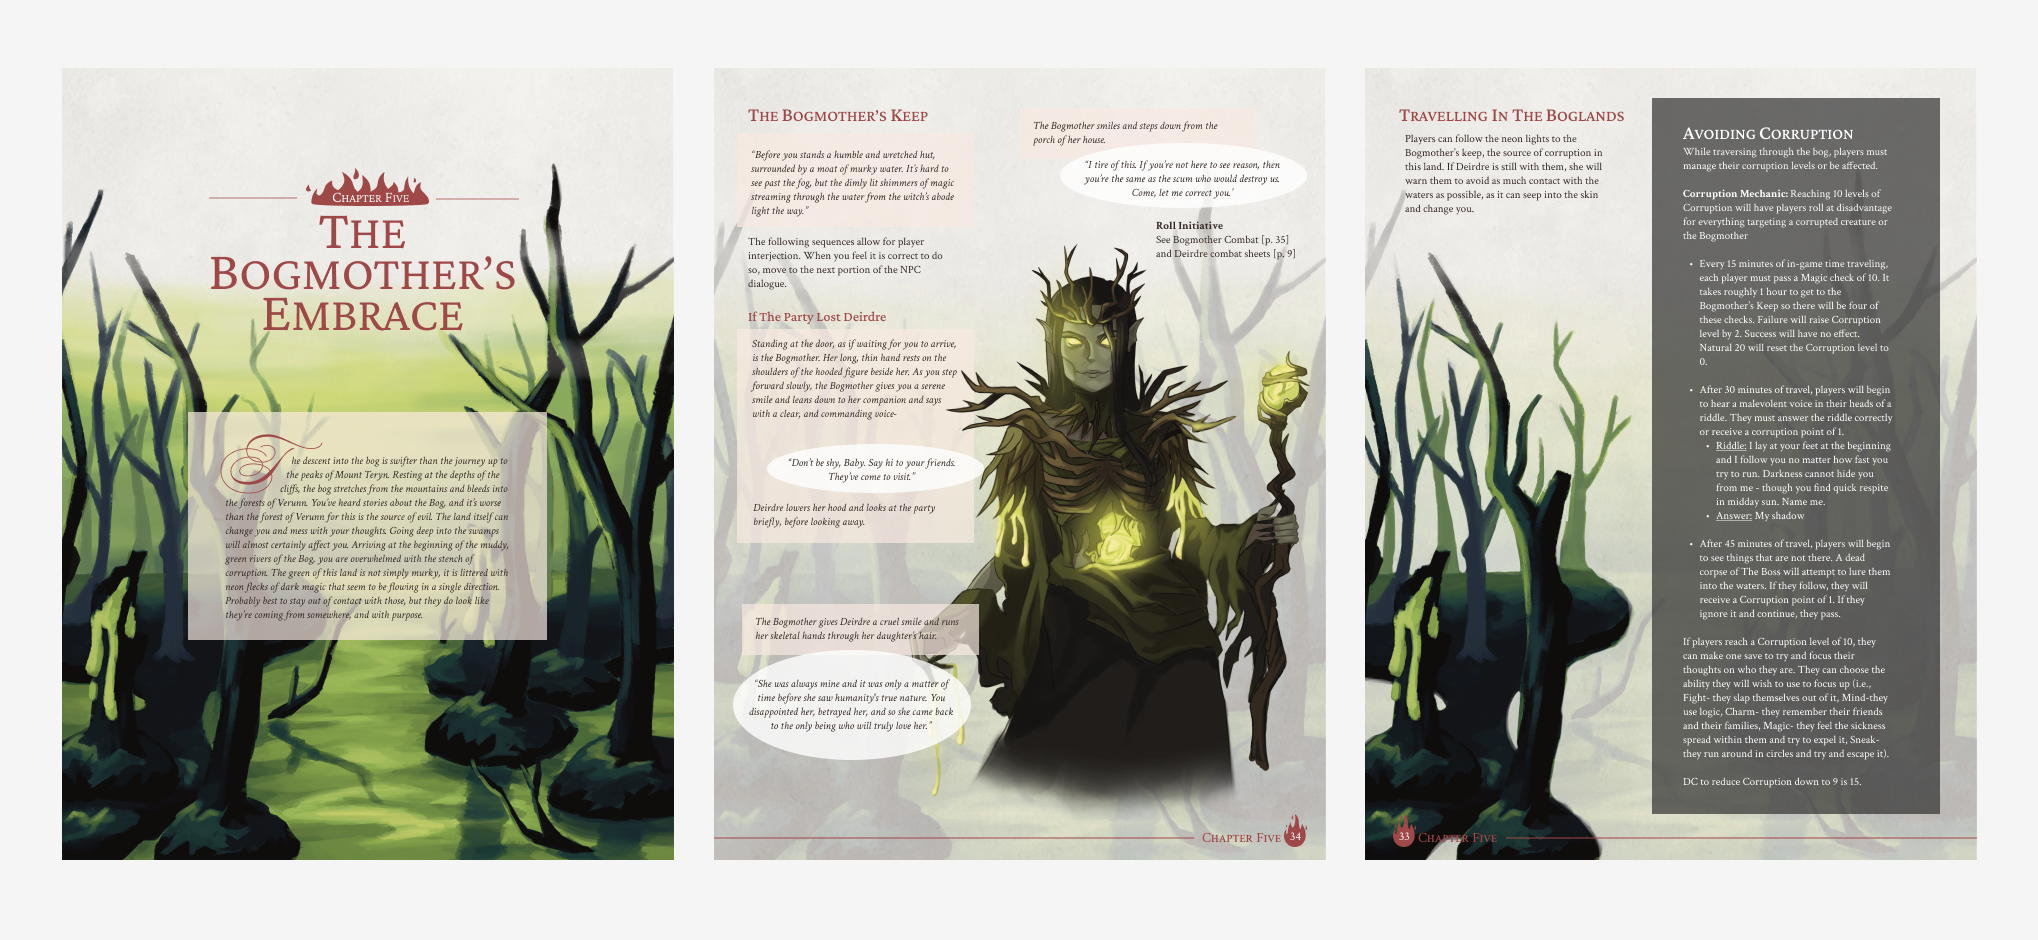 Chapter Five
The
Bogmother's
Embrace
The descent into the bog is swifter than the journey up to
the peaks of Mount Teryn. Resting at the depths of the
cliffs, the bog stretches from the mountains and bleeds into
the forests of Verum. You've heard stories about the Bog, and it's worse
than the forest of Verum for this is the source of evil. The land itself can
change you and mess with your thoughts. Going deep into the swamps
will almost certainly affect you. Arriving at the beginning of the muddy,
green rivers of the Bog, you are overwhelmed with the stench of
corruption. The green of this land is not simply murky, it is littered with
neon flecks of dark magic that seem to be flowing in a single direction.
Probably best to stay out of contact with those, but they do look like
they're coming from somewhere, and with purpose.
The Bogmother's Keep
"Before you stands a humble and wretched hut,
surrounded by a moat of murky water. It's hard to
see past the fog, but the dimly lit shimmers of magic
streaming through the water from the witch's abode
light the way."
The following sequences allow for player
interjection. When you feel it is correct to do
so, move to the next portion of the NPC
dialogue.
If The Party Lost Deirdre
Standing at the door, as if waiting for you to arrive,
is the Bogmother. Her long, thin hand rests on the
shoulders of the hooded figure beside her. As you step
forward slowly, the Bogmother gives you a serene
smile and leans down to her companion and says
with a clear, and commanding voice-
"Don't be shy, Baby. Say hi to your friends.
They've come to visit."
Deirdre lowers her hood and looks at the party
briefly, before looking away.
The Bogmother gives Deirdre a cruel smile and runs
her skeletal hands through her daughter's hair.
"She was always mine and it was only a matter of
time before she saw humanity's true nature. You
disappointed her, betrayed her, and so she came back
to the only being who will truly love her."
The Bogmother smiles and steps down from the
porch of her house.
"I tire of this. If you're not here to see reason, then
you're the same as the scum who would destroy us.
Come, let me correct you.'
Roll Initiative
See Bogmother Combat [p. 35]
and Deirdre combat sheets [p. 9]
Chapter Five 34
Travelling In The Boglands
Players can follow the neon lights to the
Bogmother's keep, the source of corruption in
this land. If Deirdre is still with them, she will
warn them to avoid as much contact with the
waters as possible, as it can seep into the skin
and change you.
Avoiding Corruption
While traversing through the bog, players must
manage their corruption levels or be affected.
Corruption Mechanic: Reaching 10 levels of
Corruption will have players roll at disadvantage
for everything targeting a corrupted creature or
the Bogmother
• Every 15 minutes of in-game time traveling,
each player must pass a Magic check of 10. It
takes roughly 1 hour to get to the
Bogmother's Keep so there will be four of
these checks. Failure will raise Corruption
level by 2. Success will have no effect.
Natural 20 will reset the Corruption level to
0.
• After 30 minutes of travel, players will begin
to hear a malevolent voice in their heads of a
riddle. They must answer the riddle correctly
or receive a corruption point of 1.
• Riddle: I lay at your feet at the beginning
and I follow you no matter how fast you
try to run. Darkness cannot hide you
from me - though you find quick respite
in midday sun. Name me.
• Answer: My shadow
• After 45 minutes of travel, players will begin
to see things that are not there. A dead
corpse of The Boss will attempt to lure them
into the waters. If they follow, they will
receive a Corruption point of 1. If they
ignore it and continue, they pass.
If players reach a Corruption level of 10, they
can make one save to try and focus their
thoughts on who they are. They can choose the
ability they will wish to use to focus up (i.e.,
Fight- they slap themselves out of it, Mind-they
use logic, Charm- they remember their friends
and their families, Magic- they feel the sickness
spread within them and try to expel it, Sneak-
they run around in circles and try and escape it).
DC to reduce Corruption down to 9 is 15.
33 Chapter Five